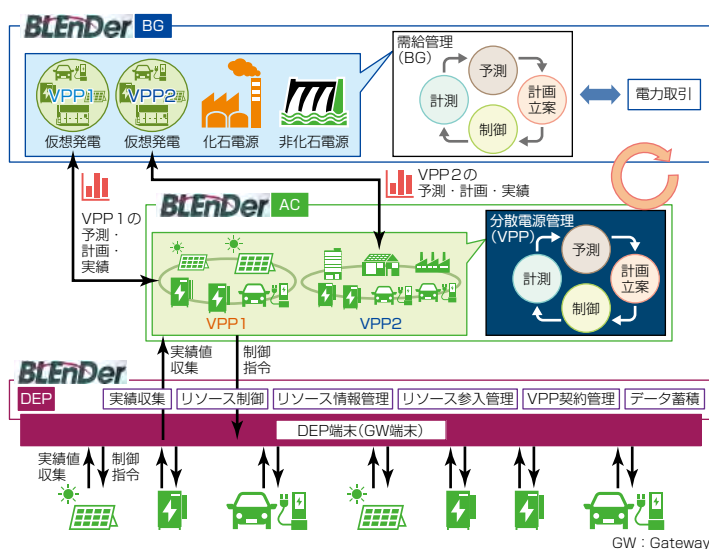 BLEnDer BG
VPP1
仮想発電
VPP2
仮想発電
化石電源
非化石電源
需給管理
(BG)
予測
計測
計画
立案
制御
電力取引
VPP1の
予測・
計画・
実績
VPP2の
予測・計画・実績
BLEnDer AC
VPP1
VPP2
分散電源管理
(VPP)
予測
計測
計画
立案
制御
実績値
収集
制御
指令
BLEnDer
DEP
実績収集
リソース制御
リソース情報管理
リソース参入管理
VPP契約管理
データ蓄積
DEP端末(GW端末)
実績値
収集
制御
指令
GW：Gateway